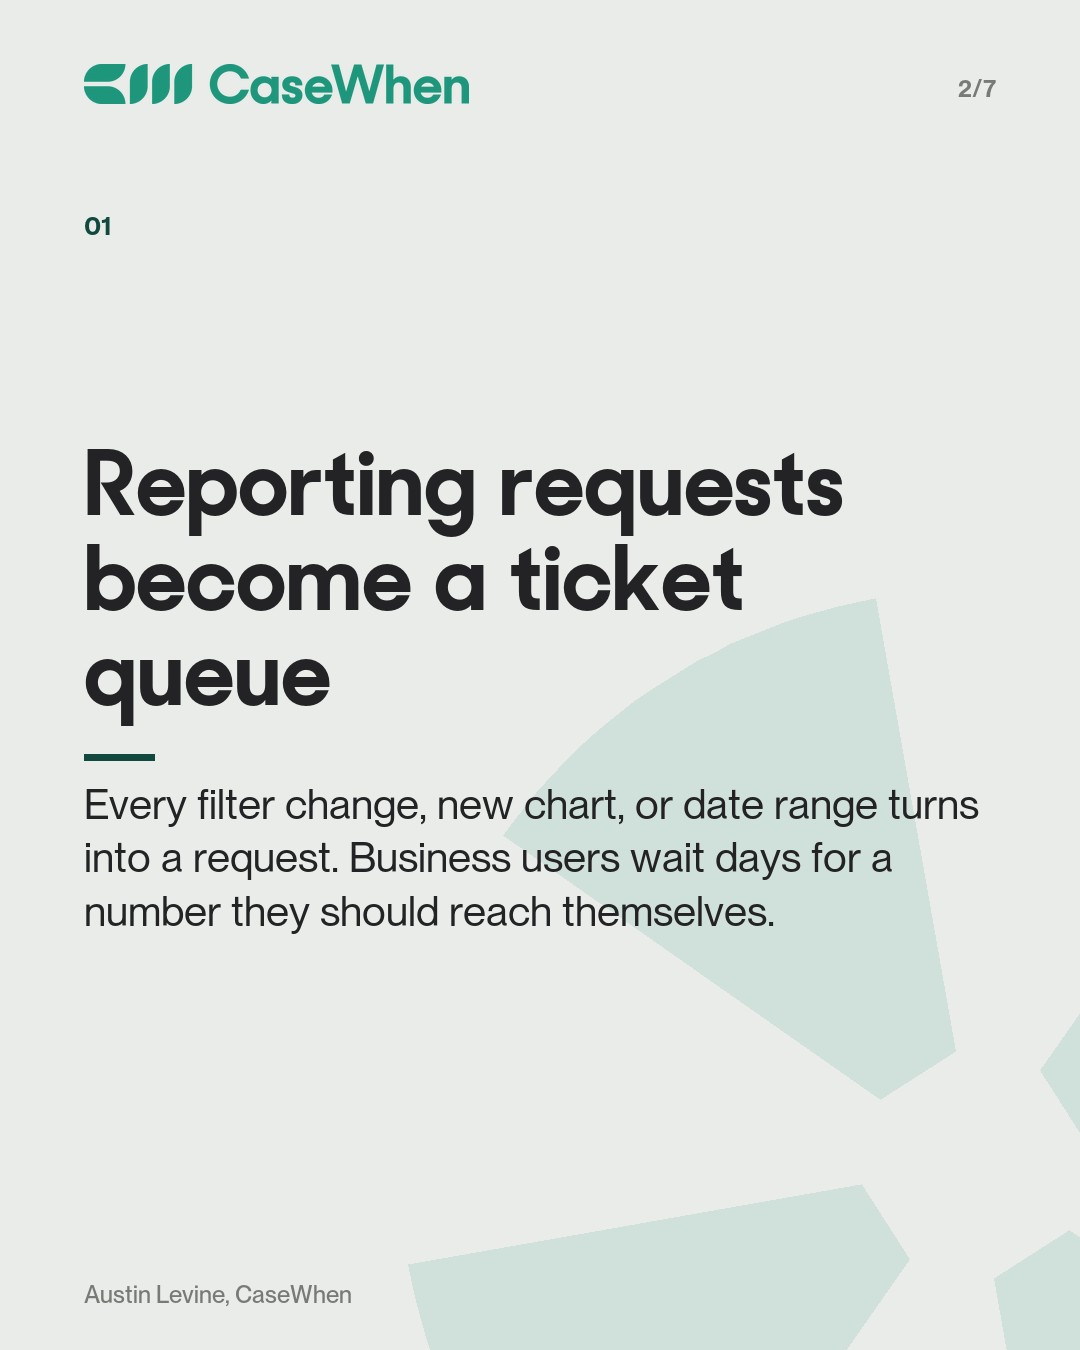 CaseWhen
2/7
01
Reporting requests
become a ticket
queue
Every filter change, new chart, or date range turns
into a request. Business users wait days for a
number they should reach themselves.
Austin Levine, CaseWhen